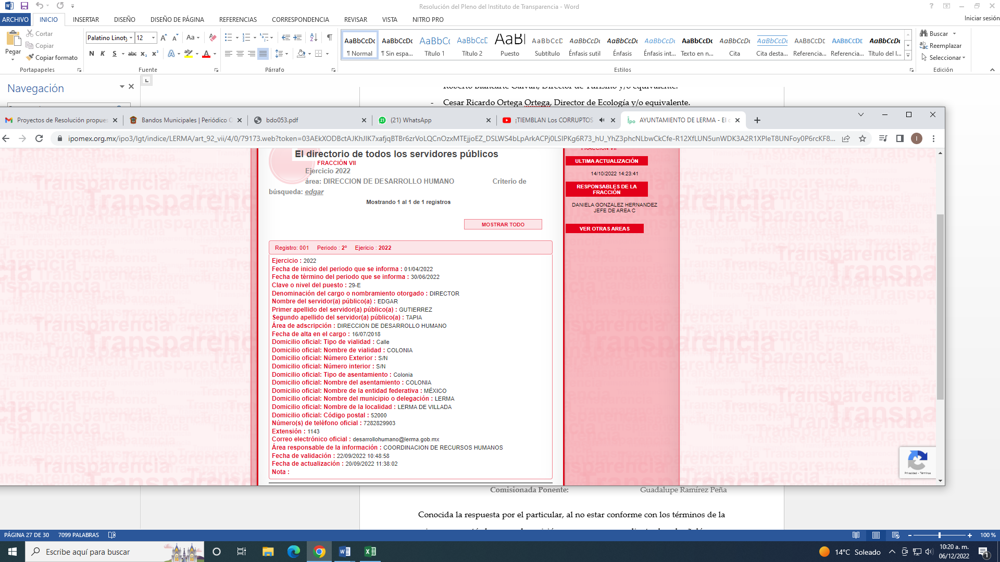 Resolución del Pleno del Instituto de Transparencia - Word
ARCHIVO INICIO INSERTAR DISEÑO DISEÑO DE PÁGINA REFERENCIAS CORRESPONDENCIA REVISAR VISTA NITRO PRO
Iniciar sesión
Pegar
Cortar
Copiar
Copiar formato
Portapapeles
Palatino Linoty 12
N K S abc x₂ x²
Fuente
Párrafo
AaBbCcDc AaBbCcDc AaBbCc AaBbCcD AaBl AaBbCcD AaBbCcDc AaBbCcDc AaBbCcDc AaBbCcDc AaBbCcDc AaBbCcDc AABBCCDE AABBCCDE AaBbCcDc
¶ Normal ¶ Sin espa... Título 1 Título 2 Puesto Subtítulo Énfasis sutil Énfasis Énfasis int... Texto en n... Cita Cita desta... Referencia... Referencia... Título del l...
Estilos
Buscar
Reemplazar
Seleccionar
Edición
Navegación
Roberto Blancarte Galván, Director de Turismo y/o equivalente.
- Cesar Ricardo Ortega Ortega, Director de Ecología y/o equivalente.
Proyectos de Resolución propues
Bandos Municipales | Periódico O
bdo053.pdf
(21) WhatsApp
¡TIEMBLAN Los CORRUPTOS
AYUNTAMIENTO DE LERMA - El d
ipomex.org.mx/ipo3/lgt/indice/LERMA/art_92_vii/4/0/79173.web?token=03AEkXODBctAJKhJIK7xafjqBTBr6zrVoLQCnOzxMTEjjoEZ_DSLWS4bLpArkACPj0LSIPKg6R73_hU_YhZ3phcNLbwCkCfe-R12XfLUN5unWDK3A2R1XPIeT8UNFoy0P6rcKF8...
El directorio de todos los servidores públicos
FRACCIÓN VII
Ejercicio 2022
área: DIRECCION DE DESARROLLO HUMANO Criterio de
búsqueda: edgar
Mostrando 1 al 1 de 1 registros
MOSTRAR TODO
FRACCIÓN VII
ULTIMA ACTUALIZACIÓN
14/10/2022 14:23:41
RESPONSABLES DE LA
FRACCIÓN
DANIELA GONZALEZ HERNANDEZ
JEFE DE AREA C
VER OTRAS AREAS
Registro: 001 Periodo : 2º Ejericio : 2022
Ejercicio : 2022
Fecha de inicio del periodo que se informa : 01/04/2022
Fecha de término del periodo que se informa : 30/06/2022
Clave o nivel del puesto : 29-E
Denominación del cargo o nombramiento otorgado : DIRECTOR
Nombre del servidor(a) público(a) : EDGAR
Primer apellido del servidor(a) público(a) : GUTIERREZ
Segundo apellido del servidor(a) público(a) : TAPIA
Área de adscripción : DIRECCION DE DESARROLLO HUMANO
Fecha de alta en el cargo : 16/07/2018
Domicilio oficial: Tipo de vialidad : Calle
Domicilio oficial: Nombre de vialidad : COLONIA
Domicilio oficial: Número Exterior : S/N
Domicilio oficial: Número interior : S/N
Domicilio oficial: Tipo de asentamiento : Colonia
Domicilio oficial: Nombre del asentamiento : COLONIA
Domicilio oficial: Nombre de la entidad federativa : MÉXICO
Domicilio oficial: Nombre del municipio o delegación : LERMA
Domicilio oficial: Nombre de la localidad : LERMA DE VILLADA
Domicilio oficial: Código postal : 52000
Número(s) de teléfono oficial : 7282829903
Extensión : 1143
Correo electrónico oficial : desarrollohumano@lerma.gob.mx
Área responsable de la información : COORDINACION DE RECURSOS HUMANOS
Fecha de validación : 22/09/2022 10:48:58
Fecha de actualización : 20/09/2022 11:38:02
Nota :
Privacidad - Términos
Comisionada Ponente: Guadalupe Ramírez Peña
Conocida la respuesta por el particular, al no estar conforme con los términos de la
PÁGINA 27 DE 30 7099 PALABRAS
100 %
Escribe aquí para buscar
14°C Soleado
10:20 a. m.
06/12/2022
1